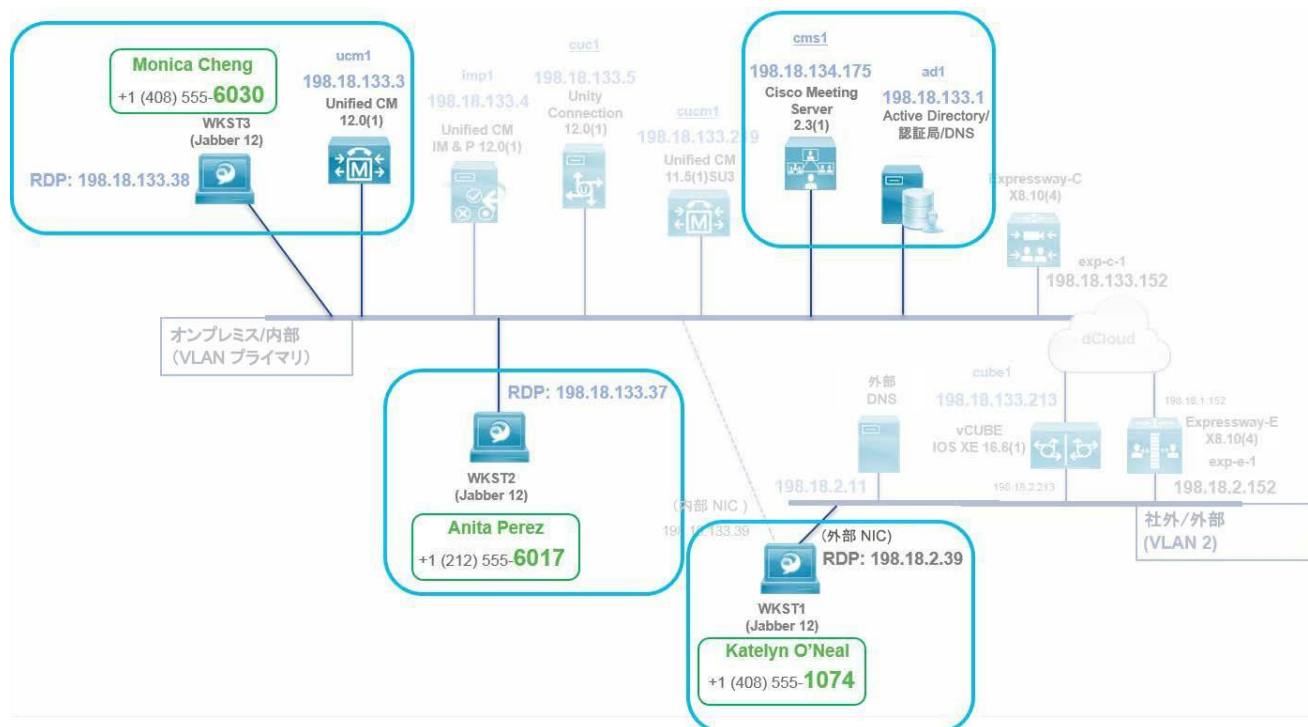 Monica Cheng
+1 (408) 555-6030
WKST3
(Jabber 12)
RDP: 198.18.133.38
ucm1
198.18.133.3
Unified CM
12.0(1)
imp1
198.18.133.4
Unified CM
IM & P 12.0(1)
cuc1
198.18.133.5
Unity
Connection
12.0(1)
cucm1
198.18.133.219
Unified CM
11.5(1)SU3
cms1
198.18.134.175
Cisco Meeting
Server
2.3(1)
ad1
198.18.133.1
Active Directory/
認証局/DNS
Expressway-C
X8.10(4)
exp-c-1
198.18.133.152
オンプレミス/内部
(VLAN プライマリ)
dCloud
RDP: 198.18.133.37
WKST2
(Jabber 12)
Anita Perez
+1 (212) 555-6017
外部
DNS
198.18.2.11
cube1
198.18.133.213
vCUBE
IOS XE 16.6(1)
198.18.2.213
198.18.1.152
Expressway-E
X8.10(4)
exp-e-1
198.18.2.152
(内部 NIC )
198.18.133.39
(外部 NIC)
RDP: 198.18.2.39
WKST1
(Jabber 12)
Katelyn O'Neal
+1 (408) 555-1074
社外/外部
(VLAN 2)